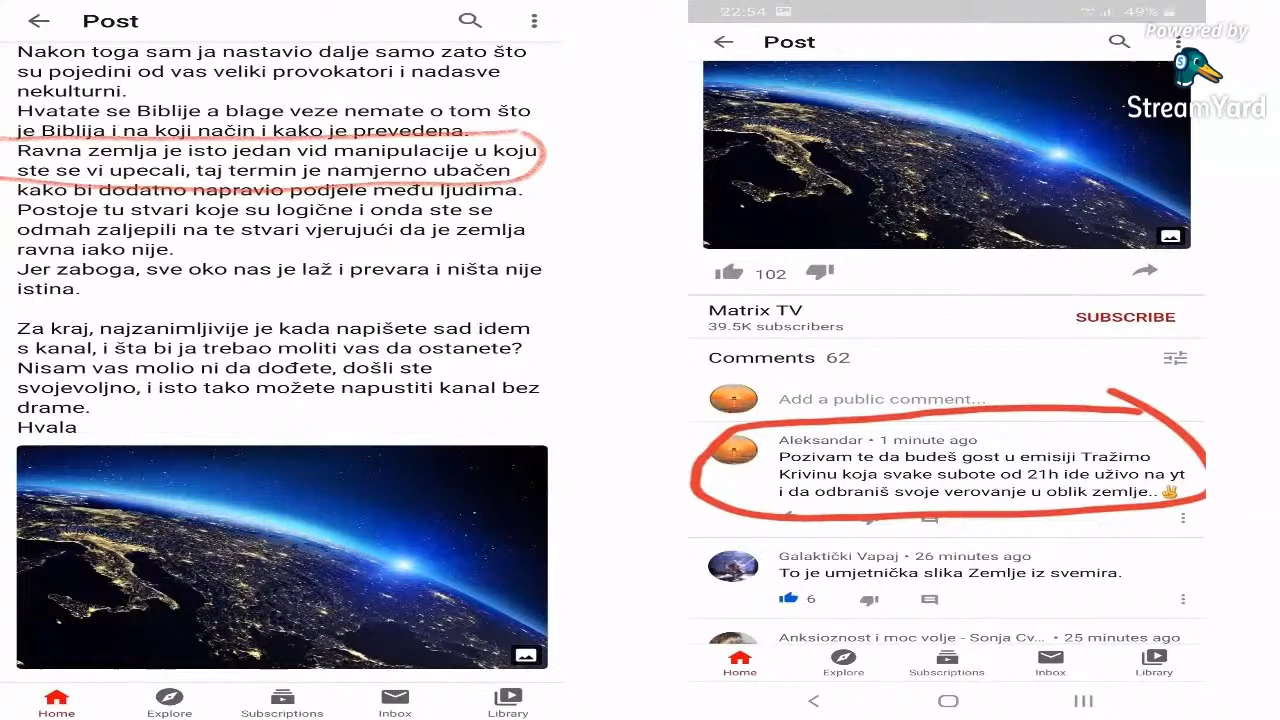 Post
Nakon toga sam ja nastavio dalje samo zato što
su pojedini od vas veliki provokatori i nadasve
nekulturni.
Hvatate se Biblije a blage veze nemate o tom što
je Biblija i na koji način i kako je prevedena.
Ravna zemlja je isto jedan vid manipulacije u koju
ste se vi upecali, taj termin je namjerno ubačen
kako bi dodatno napravio podjele među ljudima.
Postoje tu stvari koje su logične i onda ste se
odmah zaljepili na te stvari vjerujući da je zemlja
ravna iako nije.
Jer zaboga, sve oko nas je laž i prevara i ništa nije
istina.
Za kraj, najzanimljivije je kada napišete sad idem
s kanal, i šta bi ja trebao moliti vas da ostanete?
Nisam vas molio ni da dođete, došli ste
svojevoljno, i isto tako možete napustiti kanal bez
drame.
Hvala
Home Explore Subscriptions Inbox Library
22:54 49%
Post
Powered by
StreamYard
102
Matrix TV
39.5K subscribers
SUBSCRIBE
Comments 62
Add a public comment...
Aleksandar • 1 minute ago
Pozivam te da budeš gost u emisiji Tražimo
Krivinu koja svake subote od 21h ide uživo na yt
i da odbraniš svoje verovanje u oblik zemlje.. ✌
Galaktički Vapaj • 26 minutes ago
To je umjetnička slika Zemlje iz svemira.
6
Anksioznost i moc volje - Sonja Cv... • 25 minutes ago
Home Explore Subscriptions Inbox Library